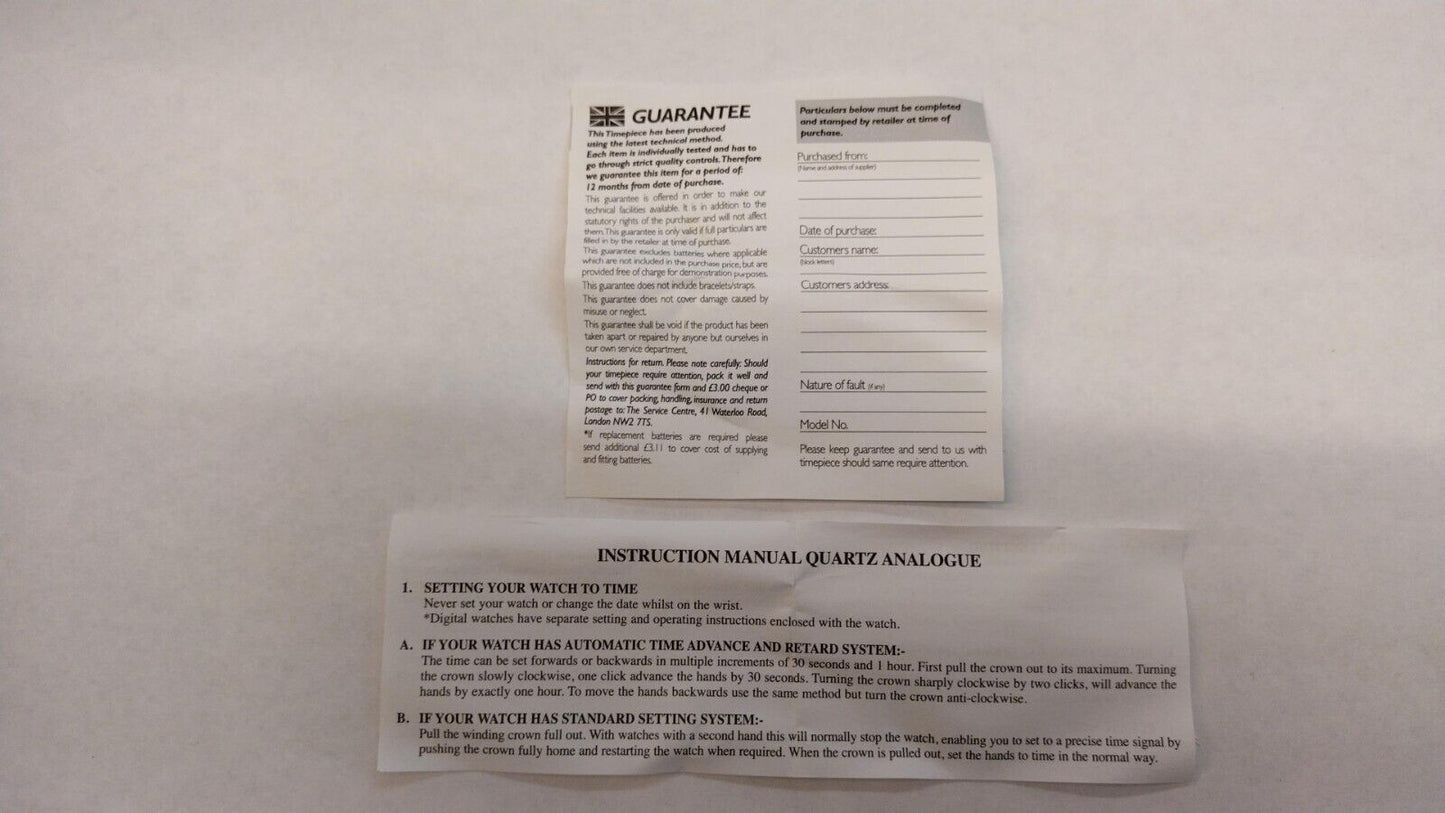 GUARANTEE
This Timepiece has been produced
using the latest technical method.
Each item is individually tested and has to
go through strict quality controls. Therefore
we guarantee this item for a period of:
12 months from date of purchase.
This guarantee is offered in order to make our
technical facilities available. It is in addition to the
statutory rights of the purchaser and will not affect
them. This guarantee is only valid if full particulars are
filled in by the retailer at time of purchase.
This guarantee excludes batteries where applicable
which are not included in the purchase price, but are
provided free of charge for demonstration purposes.
This guarantee does not include bracelets/straps.
This guarantee does not cover damage caused by
misuse or neglect.
This guarantee shall be void if the product has been
taken apart or repaired by anyone but ourselves in
our own service department.
Instructions for return. Please note carefully: Should
your timepiece require attention, pack it well and
send with this guarantee form and £3.00 cheque or
PO to cover packing, handling, insurance and return
postage to: The Service Centre, 41 Waterloo Road,
London NW2 7TS.
*If replacement batteries are required please
send additional £3.11 to cover cost of supplying
and fitting batteries.
Particulars below must be completed
and stamped by retailer at time of
purchase.
Purchased from:
(Name and address of supplier)
Date of purchase:
Customers name:
(block letters)
Customers address:
Nature of fault (if any)
Model No.
Please keep guarantee and send to us with
timepiece should same require attention.
INSTRUCTION MANUAL QUARTZ ANALOGUE
1. SETTING YOUR WATCH TO TIME
Never set your watch or change the date whilst on the wrist.
*Digital watches have separate setting and operating instructions enclosed with the watch.
A. IF YOUR WATCH HAS AUTOMATIC TIME ADVANCE AND RETARD SYSTEM:-
The time can be set forwards or backwards in multiple increments of 30 seconds and 1 hour. First pull the crown out to its maximum. Turning
the crown slowly clockwise, one click advance the hands by 30 seconds. Turning the crown sharply clockwise by two clicks, will advance the
hands by exactly one hour. To move the hands backwards use the same method but turn the crown anti-clockwise.
B. IF YOUR WATCH HAS STANDARD SETTING SYSTEM:-
Pull the winding crown full out. With watches with a second hand this will normally stop the watch, enabling you to set to a precise time signal by
pushing the crown fully home and restarting the watch when required. When the crown is pulled out, set the hands to time in the normal way.